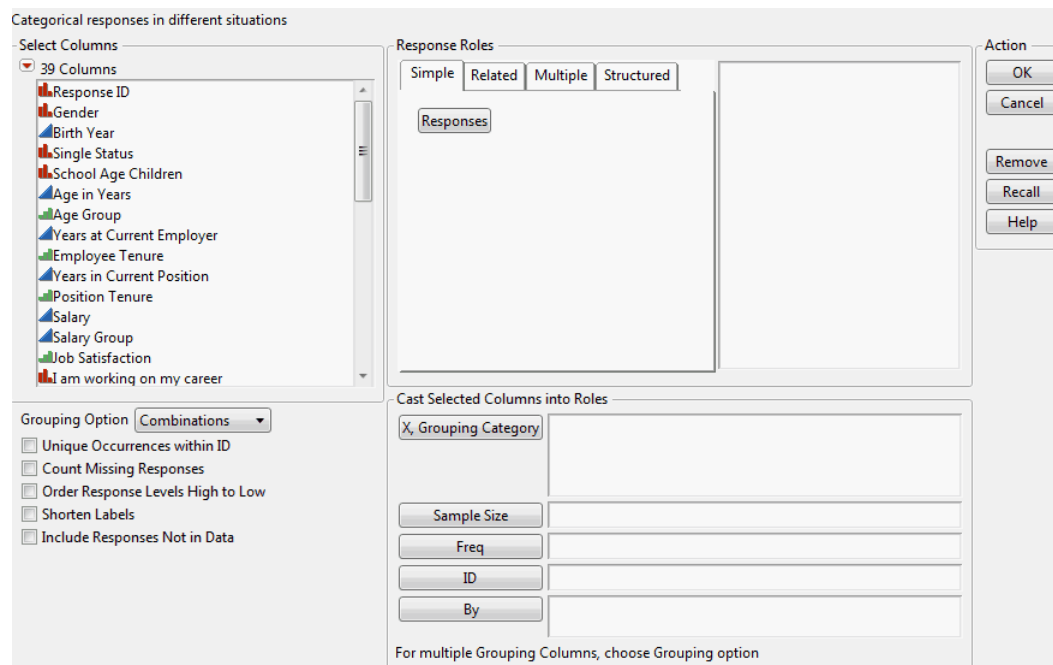 Categorical responses in different situations
Select Columns
39 Columns
Response ID
Gender
Birth Year
Single Status
School Age Children
Age in Years
Age Group
Years at Current Employer
Employee Tenure
Years in Current Position
Position Tenure
Salary
Salary Group
Job Satisfaction
I am working on my career
Grouping Option Combinations
Unique Occurrences within ID
Count Missing Responses
Order Response Levels High to Low
Shorten Labels
Include Responses Not in Data
Response Roles
Simple Related Multiple Structured
Responses
Cast Selected Columns into Roles
X, Grouping Category
Sample Size
Freq
ID
By
For multiple Grouping Columns, choose Grouping option
Action
OK
Cancel
Remove
Recall
Help